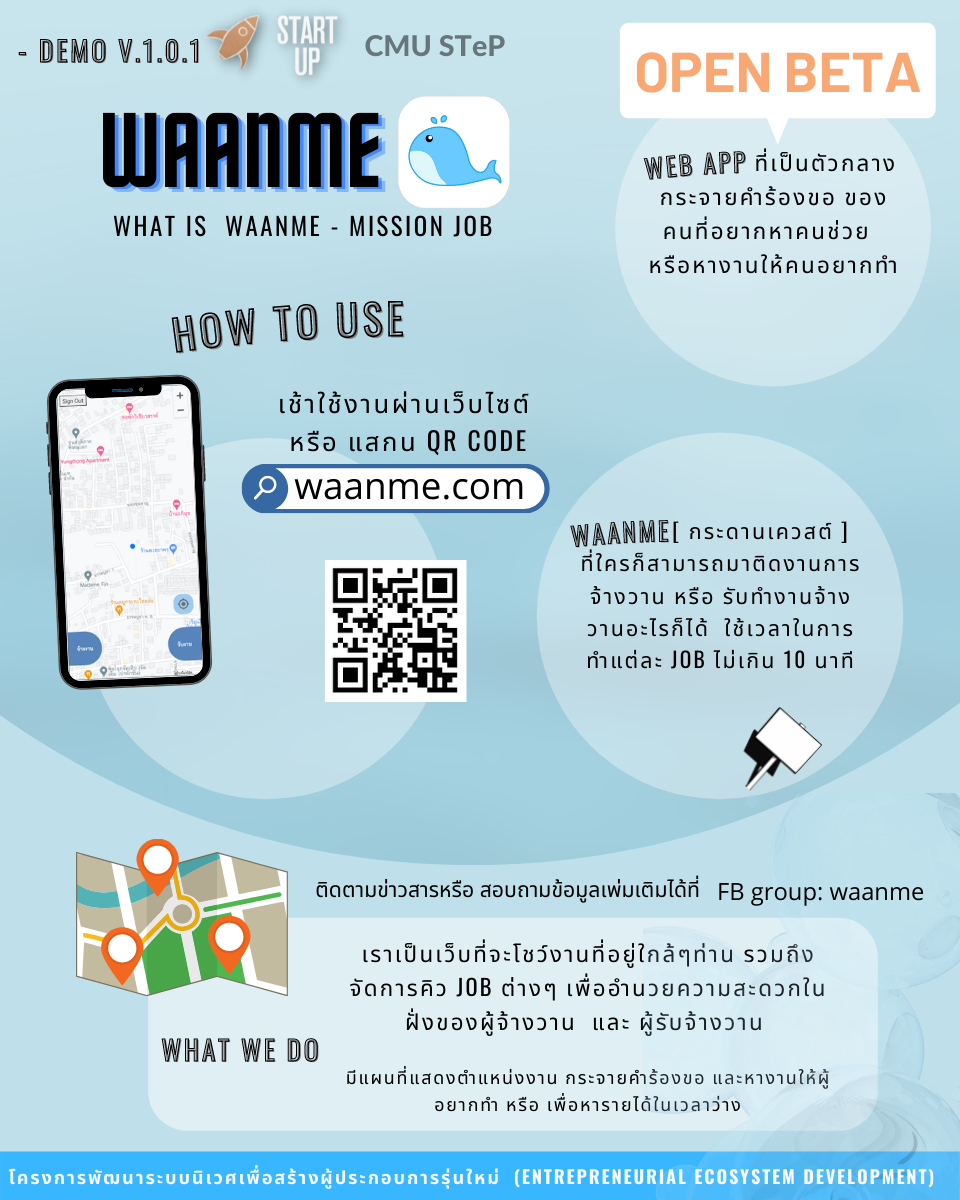 - DEMO V.1.0.1
START
UP
CMU STeP
OPEN BETA
WAANME
WHAT IS WAANME - MISSION JOB
WEB APP ที่เป็นตัวกลาง
กระจายคำร้องขอ ของ
คนที่อยากหาคนช่วย
หรือหางานให้คนอยากทำ
HOW TO USE
เช้าใช้งานผ่านเว็บไซต์
หรือ แสกน QR CODE
waanme.com
Sign Out
Madame Pys
จ้างงาน
รับงาน
WAANME[ กระดานเควสต์ ]
ที่ใครก็สามารถมาติดงานการ
จ้างวาน หรือ รับทำงานจ้าง
วานอะไรก็ได้ ใช้เวลาในการ
ทำแต่ละ JOB ไม่เกิน 10 นาที
ติดตามข่าวสารหรือ สอบถามข้อมูลเพ่มเติมได้ที่ FB group: waanme
เราเป็นเว็บที่จะโชว์งานที่อยู่ใกล้ๆท่าน รวมถึง
จัดการคิว JOB ต่างๆ เพื่ออำนวยความสะดวกใน
ฝั่งของผู้จ้างวาน และ ผู้รับจ้างวาน
WHAT WE DO
มีแผนที่แสดงตำแหน่งงาน กระจายคำร้องขอ และหางานให้ผู้
อยากทำ หรือ เพื่อหารายได้ในเวลาว่าง
โครงการพัฒนาระบบนิเวศเพื่อสร้างผู้ประกอบการรุ่นใหม่ (ENTREPRENEURIAL ECOSYSTEM DEVELOPMENT)